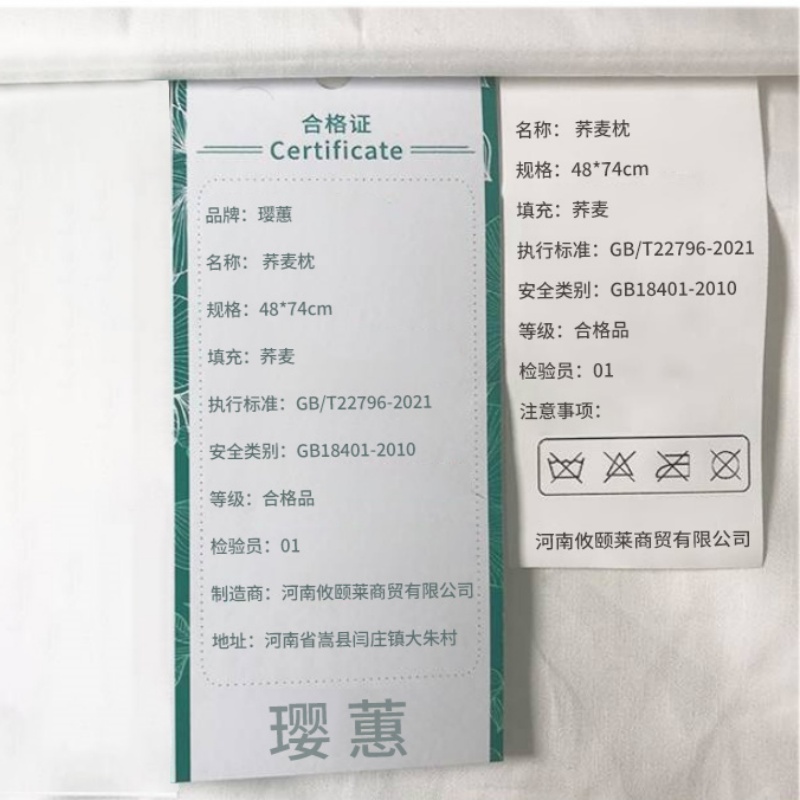 合格证
Certificate
品牌：璎蕙
名称： 荞麦枕
规格：48*74cm
填充：荞麦
执行标准：GB/T22796-2021
安全类别：GB18401-2010
等级：合格品
检验员：01
制造商：河南攸颐莱商贸有限公司
地址：河南省嵩县闫庄镇大朱村
璎蕙
名称： 荞麦枕
规格：48*74cm
填充：荞麦
执行标准：GB/T22796-2021
安全类别：GB18401-2010
等级：合格品
检验员：01
注意事项：
河南攸颐莱商贸有限公司